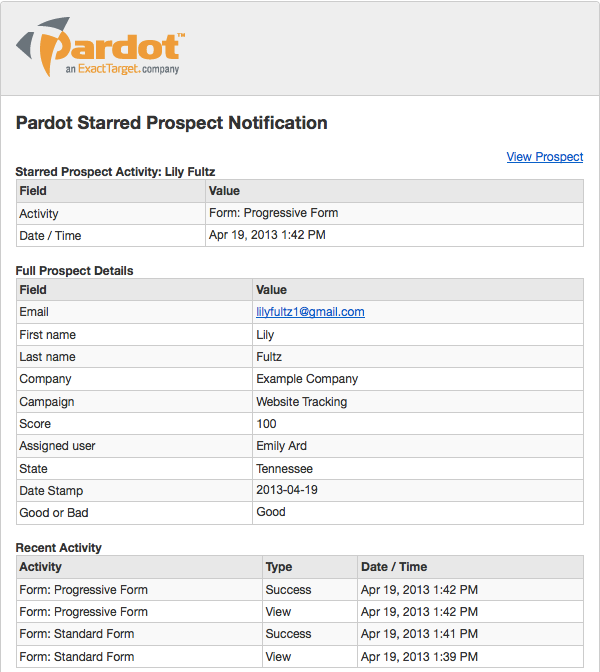 Pardot™
an ExactTarget. company
Pardot Starred Prospect Notification
View Prospect
Starred Prospect Activity: Lily Fultz
Field Value
Activity Form: Progressive Form
Date / Time Apr 19, 2013 1:42 PM
Full Prospect Details
Field Value
Email lilyfultz1@gmail.com
First name Lily
Last name Fultz
Company Example Company
Campaign Website Tracking
Score 100
Assigned user Emily Ard
State Tennessee
Date Stamp 2013-04-19
Good or Bad Good
Recent Activity
Activity Type Date / Time
Form: Progressive Form Success Apr 19, 2013 1:42 PM
Form: Progressive Form View Apr 19, 2013 1:42 PM
Form: Standard Form Success Apr 19, 2013 1:41 PM
Form: Standard Form View Apr 19, 2013 1:39 PM